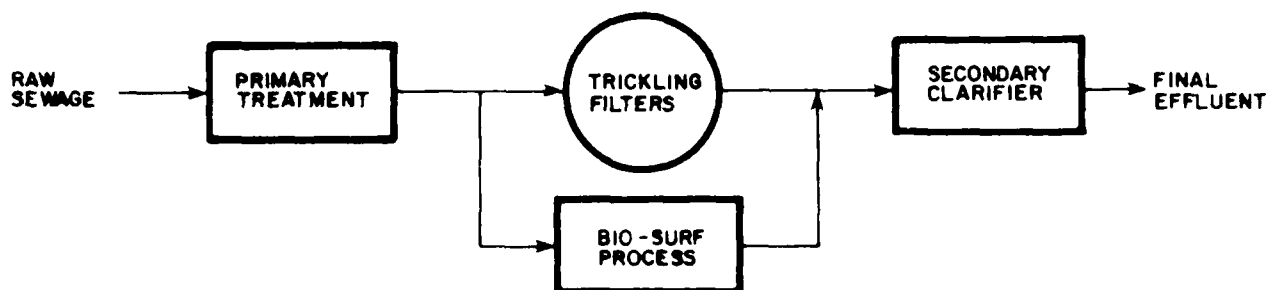 RAW
SEWAGE
PRIMARY
TREATMENT
TRICKLING
FILTERS
SECONDARY
CLARIFIER
FINAL
EFFLUENT
BIO-SURF
PROCESS